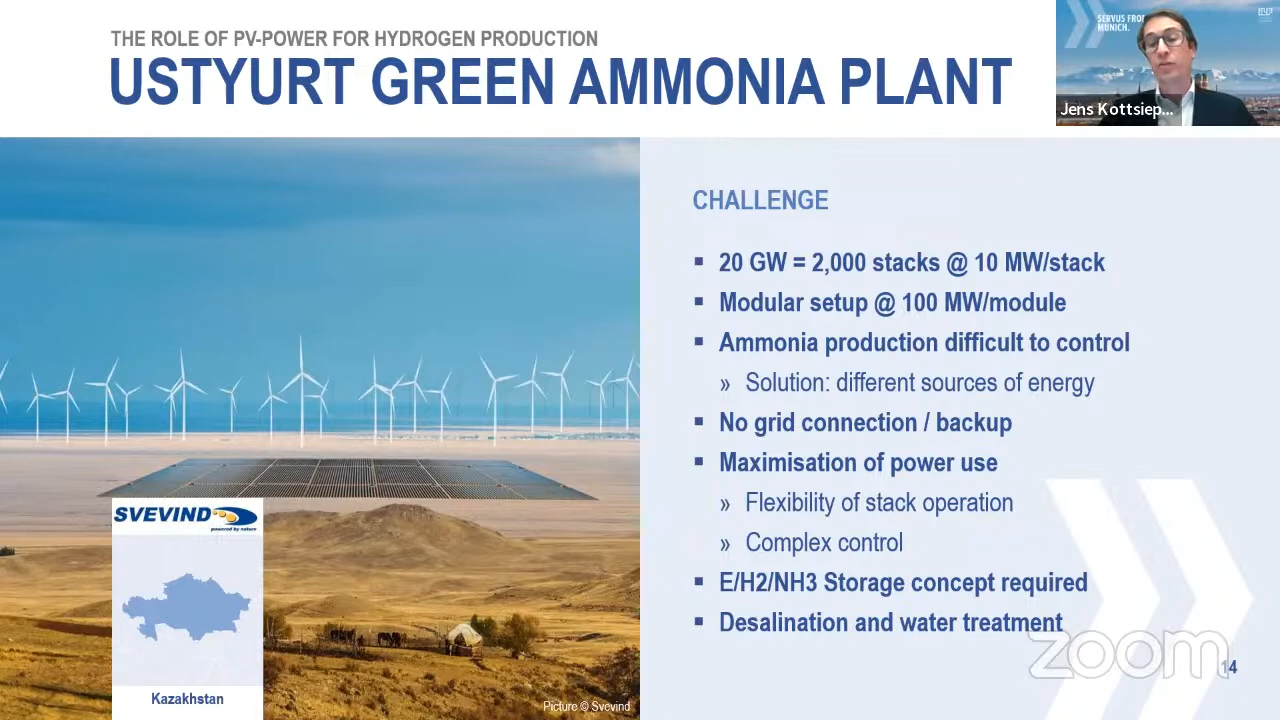 THE ROLE OF PV-POWER FOR HYDROGEN PRODUCTION
USTYURT GREEN AMMONIA PLANT
SERVUS FROM
MUNICH.
Jens Kottsiep...
CHALLENGE
▪ 20 GW = 2,000 stacks @ 10 MW/stack
▪ Modular setup @ 100 MW/module
▪ Ammonia production difficult to control
» Solution: different sources of energy
▪ No grid connection / backup
▪ Maximisation of power use
» Flexibility of stack operation
» Complex control
▪ E/H2/NH3 Storage concept required
▪ Desalination and water treatment
SVEVIND
powered by nature
Kazakhstan
Picture © Svevind
zoom
14